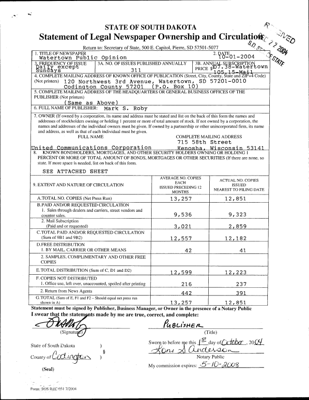 STATE OF SOUTH DAKOTA
Statement of Legal Newspaper Ownership and Circulation
Return to: Secretary of State, 500 E. Capitol, Pierre, SD 57501-5077
1. TITLE OF NEWSPAPER
Watertown Public Opinion
2. DATE
10-01-2004
3. FREQUENCY OF ISSUE
Daily except
Sundays
3A. NO. OF ISSUES PUBLISHED ANNUALLY
311
3B. ANNUAL SUBSCRIPTION
PRICE $
105.15-Mail
4. COMPLETE MAILING ADDRESS OF KNOWN OFFICE OF PUBLICATION (Street, City, County, State and ZIP+4 Code)
(Not printers) 120 Northwest 3rd Avenue, Watertown, SD 57201-0010
Codington County 57201 (P.O. Box 10)
5. COMPLETE MAILING ADDRESS OF THE HEADQUARTERS OR GENERAL BUSINESS OFFICES OF THE
PUBLISHER (Not printers)
(Same as Above)
6. FULL NAME OF PUBLISHER: Mark S. Roby
7. OWNER (If owned by a corporation, its name and address must be stated and also on the back of this form the names and
addresses of stockholders owning or holding 1 percent or more of total amount of stock. If not owned by a corporation, the
names and addresses of the individual owners must be given. If owned by a partnership or other unincorporated firm, its name
and address, as well as that of each individual must be given.
FULL NAME
COMPLETE MAILING ADDRESS
715 58th Street
United Communications Corporation
Kenosha, Wisconsin 53141
8. KNOWN BONDHOLDERS, MORTGAGES, AND OTHER SECURITY HOLDERS OWNING OR HOLDING 1
PERCENT OR MORE TOTAL AMOUNT OF BONDS, MORTGAGES OR OTHER SECURITIES (If there are none, so
state. If more space is needed, list on back of this form.
SEE ATTACHED SHEET
9. EXTENT AND NATURE OF CIRCULATION
AVERAGE NO. COPIES
EACH
ISSUED PRECEDING 12
MONTHS
ACTUAL NO. COPIES
ISSUED
NEAREST TO FILING DATE
A. TOTAL NO. COPIES (Net Press Run)
13,257
12,851
B. PAID AND/OR REQUESTED CIRCULATION
1. Sales through dealers and carriers, street vendors and
counter sales.
9,536
9,323
2. Mail Subscription
(Paid and/or requested)
3,021
2,859
C. TOTAL PAID AND/OR REQUESTED CIRCULATION
(Sum of 9B1 and 9B2)
12,557
12,182
D. FREE DISTRIBUTION
1. BY MAIL, CARRIER OR OTHER MEANS
42
41
2. SAMPLES, COMPLIMENTARY AND OTHER FREE
COPIES
E. TOTAL DISTRIBUTION (Sum of C, D1 and D2)
12,599
12,223
F. COPIES NOT DISTRIBUTED
1. Office use, left over, unaccounted, spoiled after printing
216
237
2. Return from News Agents
442
391
G. TOTAL (Sum of E, F1 and F2 - Should equal net press run
shown in A)
13,257
12,851
Statement must be signed by Publisher, Business Manager, or Owner in the presence of a Notary Public
I swear that the statements made by me are true, correct, and complete:
PUBLISHER
(Signature)
(Title)
State of South Dakota )
Sworn to before me this 1st day of October, 2004
County of Codington )
Notary Public
(Seal)
My commission expires: 5-10-2008